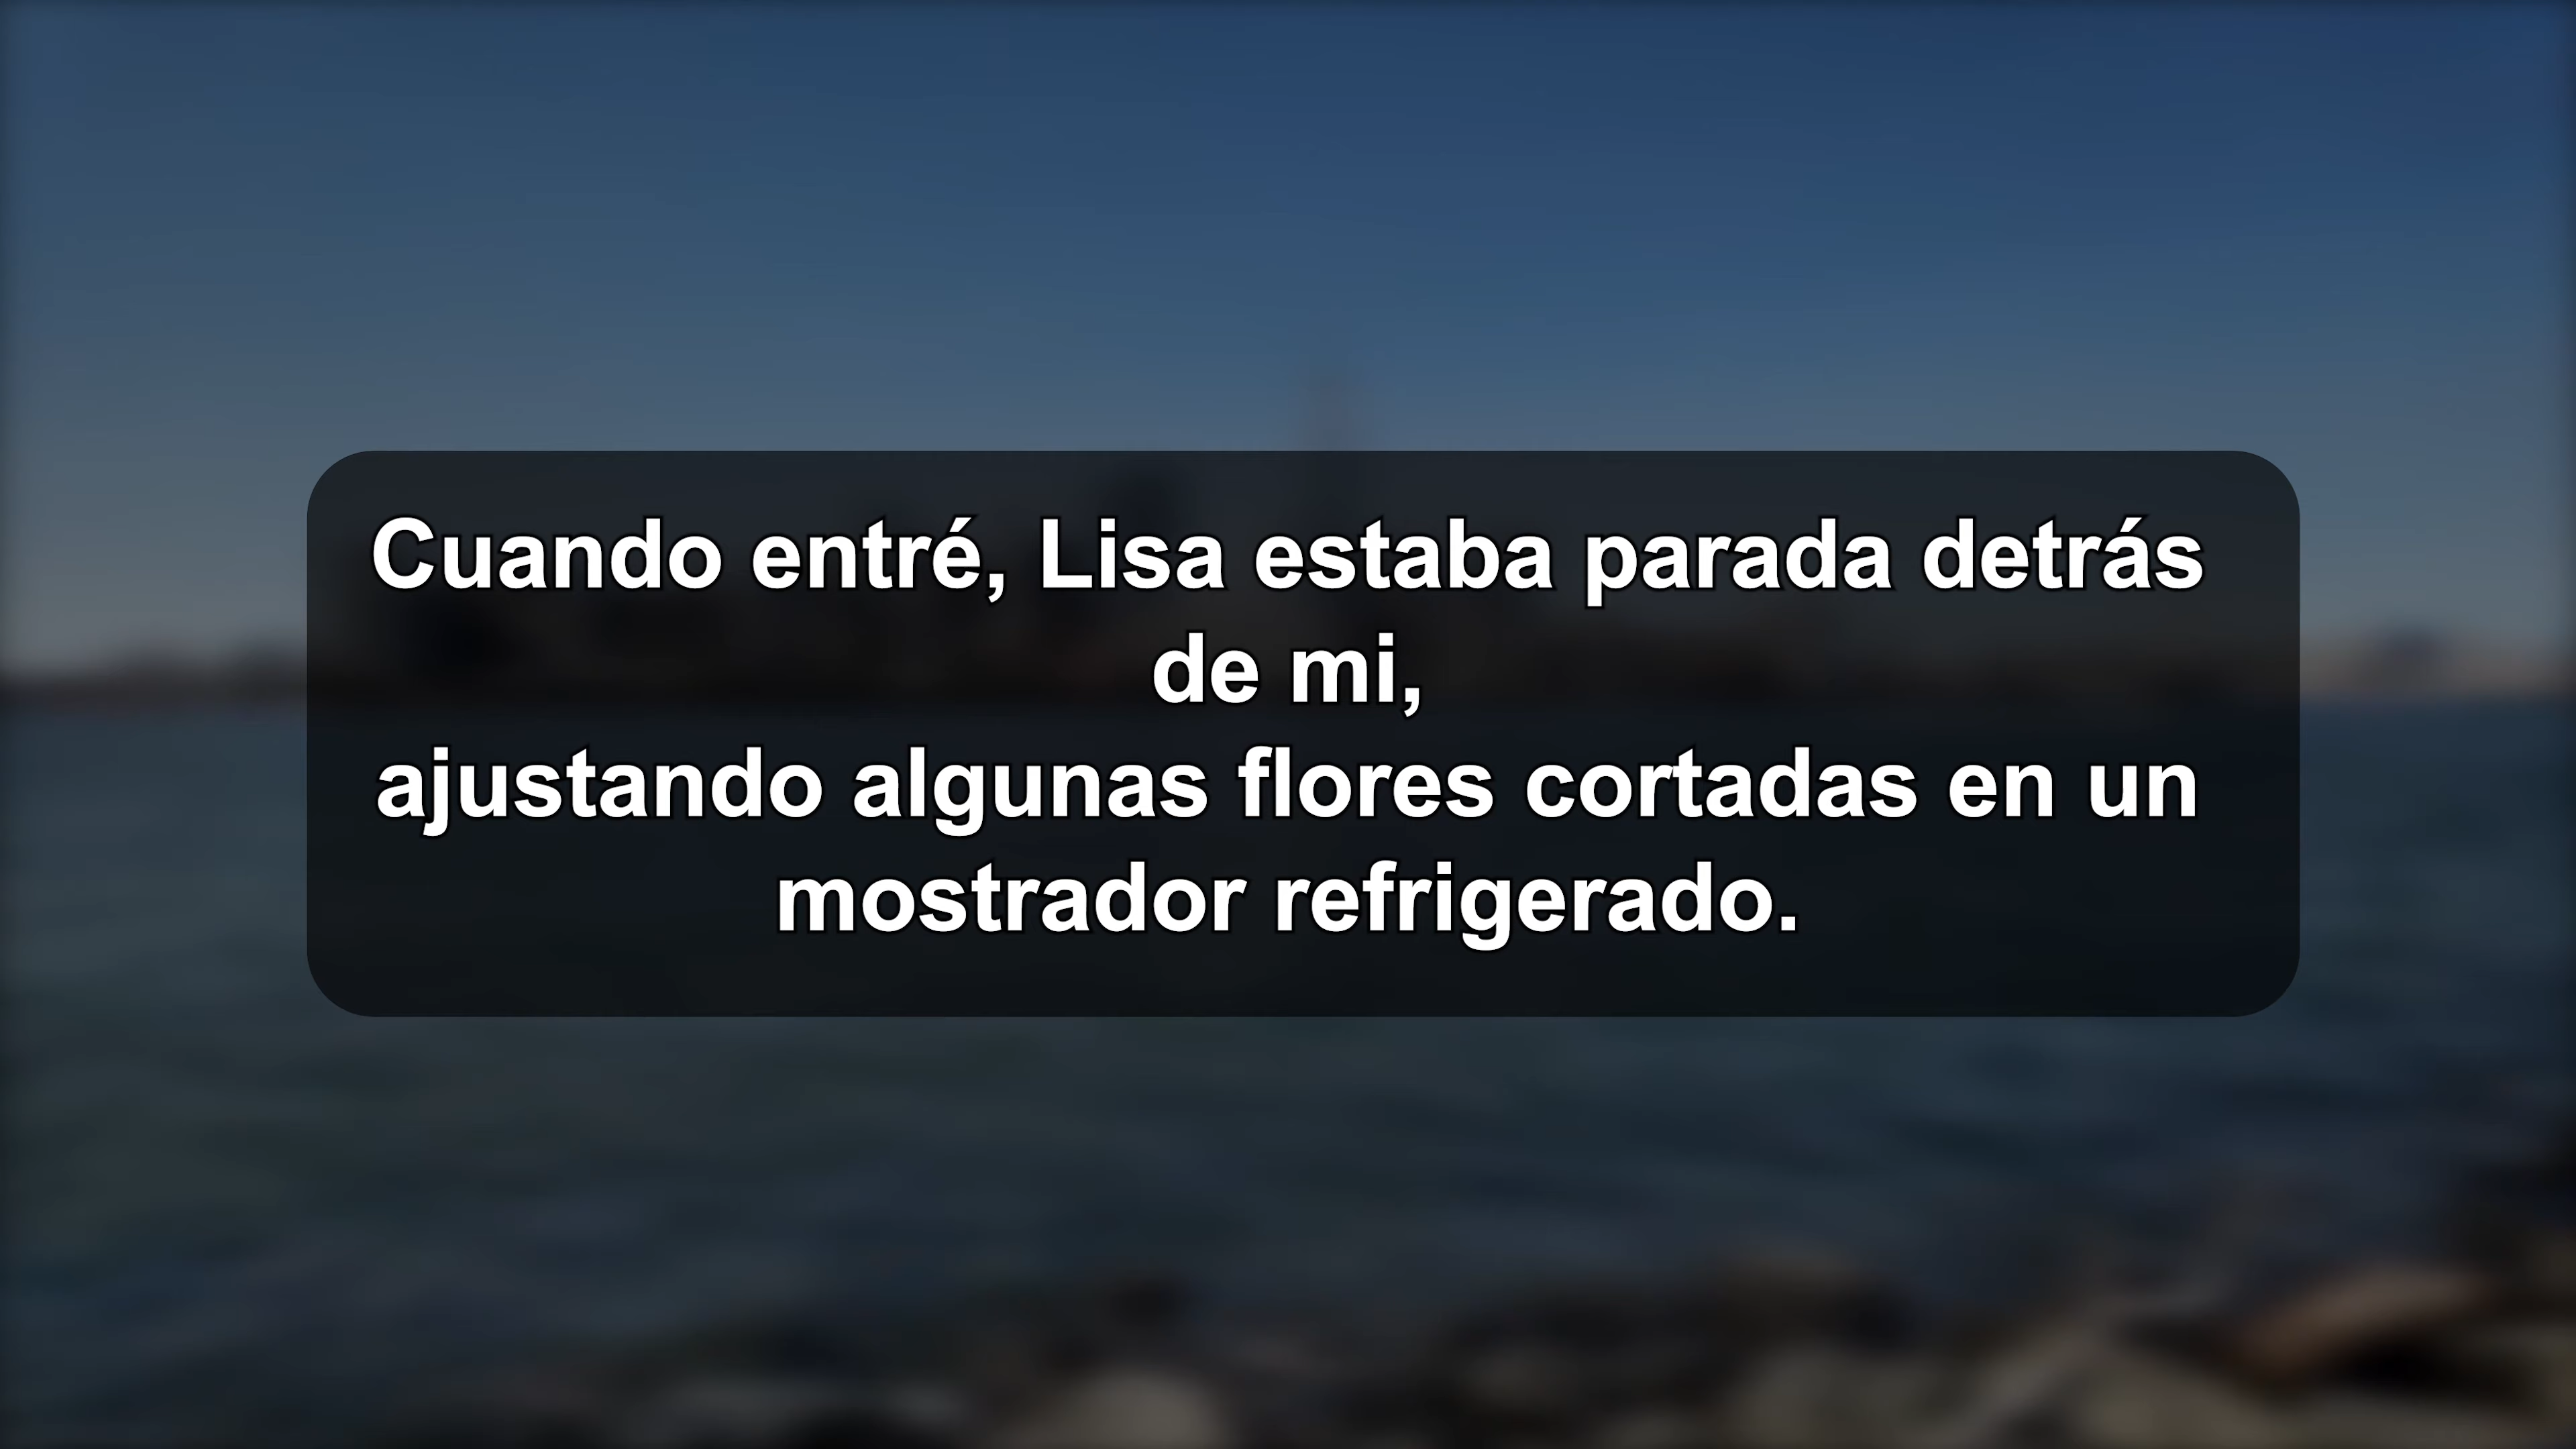 Cuando entré, Lisa estaba parada detrás
de mi,
ajustando algunas flores cortadas en un
mostrador refrigerado.